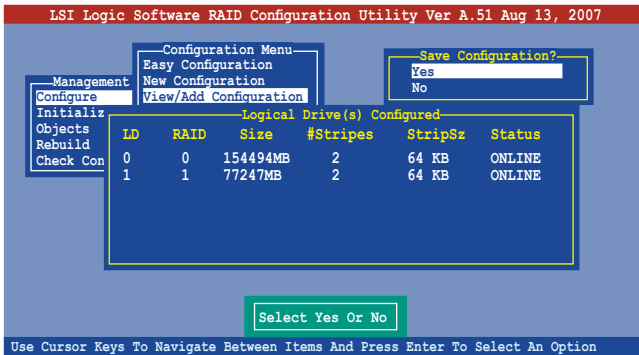 LSI Logic Software RAID Configuration Utility Ver A.51 Aug 13, 2007
Management
Configure
Initializ
Objects
Rebuild
Check Con
Configuration Menu
Easy Configuration
New Configuration
View/Add Configuration
Save Configuration?
Yes
No
Logical Drive(s) Configured
LD RAID Size #Stripes StripSz Status
0 0 154494MB 2 64 KB ONLINE
1 1 77247MB 2 64 KB ONLINE
Select Yes Or No
Use Cursor Keys To Navigate Between Items And Press Enter To Select An Option